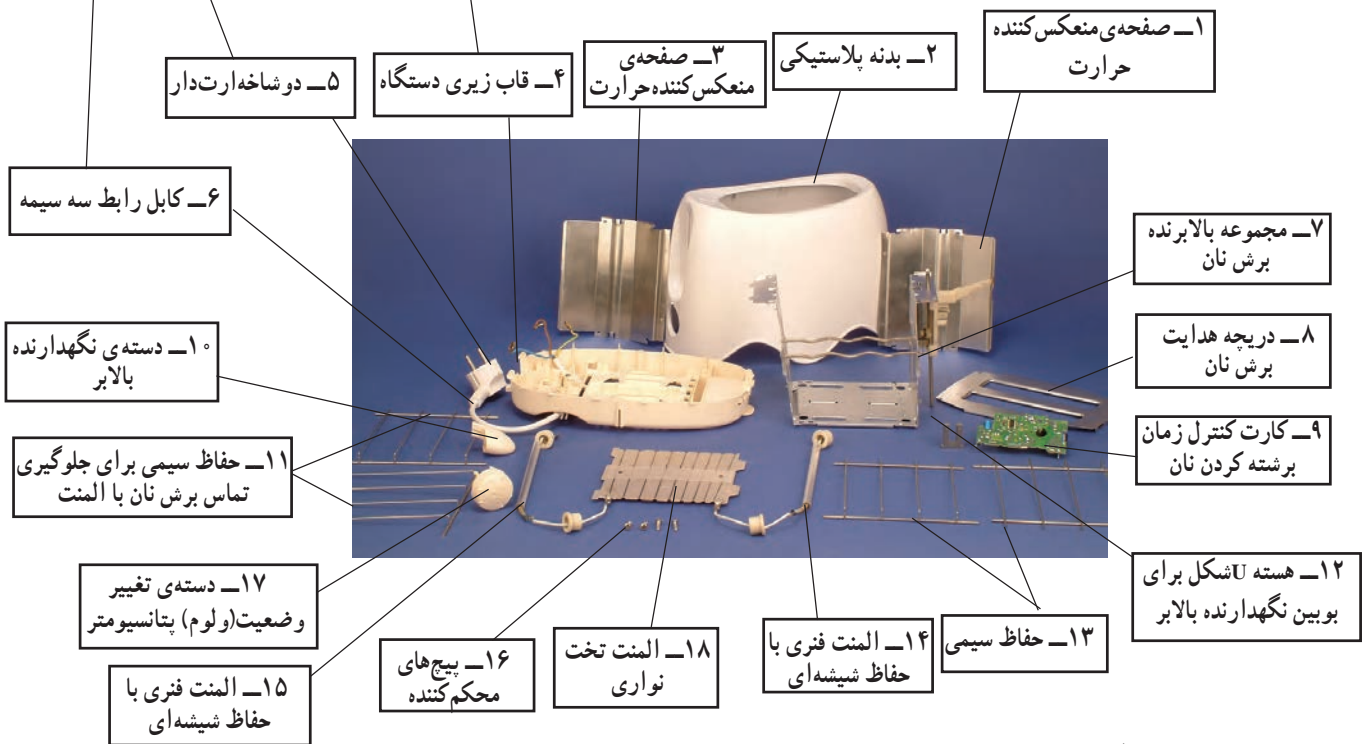 ۱ــ صفحه‌ی منعکس‌کننده
حرارت
۲ــ بدنه پلاستیکی
۳ــ صفحه‌ی
منعکس‌کننده حرارت
۴ــ قاب زیری دستگاه
۵ــ دوشاخه ارت‌دار
۶ــ کابل رابط سه سیمه
۷ــ مجموعه بالابرنده
برش نان
۸ــ دریچه هدایت
برش نان
۹ــ کارت کنترل زمان
برشته کردن نان
۱۰ــ دسته‌ی نگهدارنده
بالابر
۱۱ــ حفاظ سیمی برای جلوگیری
تماس برش نان با المنت
۱۲ــ هسته U شکل برای
بوبین نگهدارنده بالابر
۱۳ــ حفاظ سیمی
۱۴ــ المنت فنری با
حفاظ شیشه‌ای
۱۵ــ المنت فنری با
حفاظ شیشه‌ای
۱۶ــ پیچ‌های
محکم‌کننده
۱۷ــ دسته‌ی تغییر
وضعیت(ولوم) پتانسیومتر
۱۸ــ المنت تخت
نواری